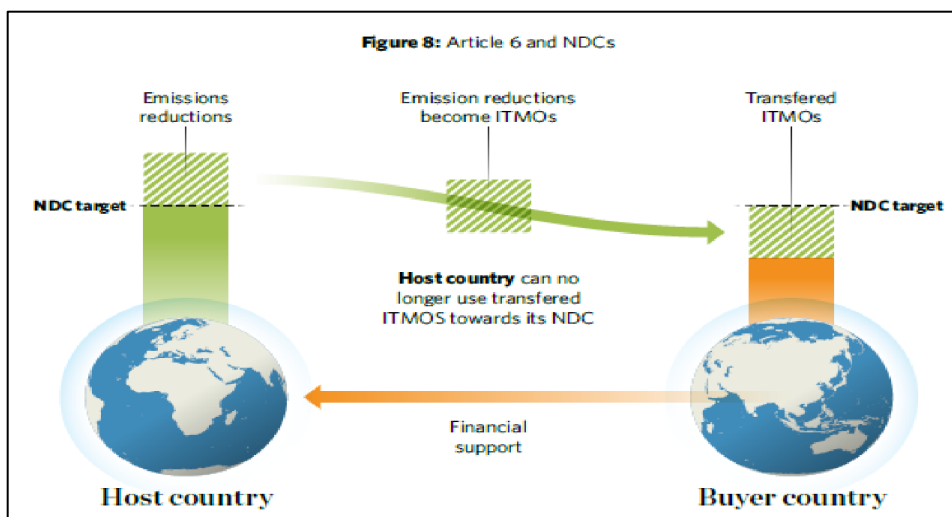 Figure 8: Article 6 and NDCs
Emissions
reductions
Emission reductions
become ITMOs
Transfered
ITMOs
NDC target
NDC target
Host country can no
longer use transfered
ITMOS towards its NDC
Financial
support
Host country
Buyer country